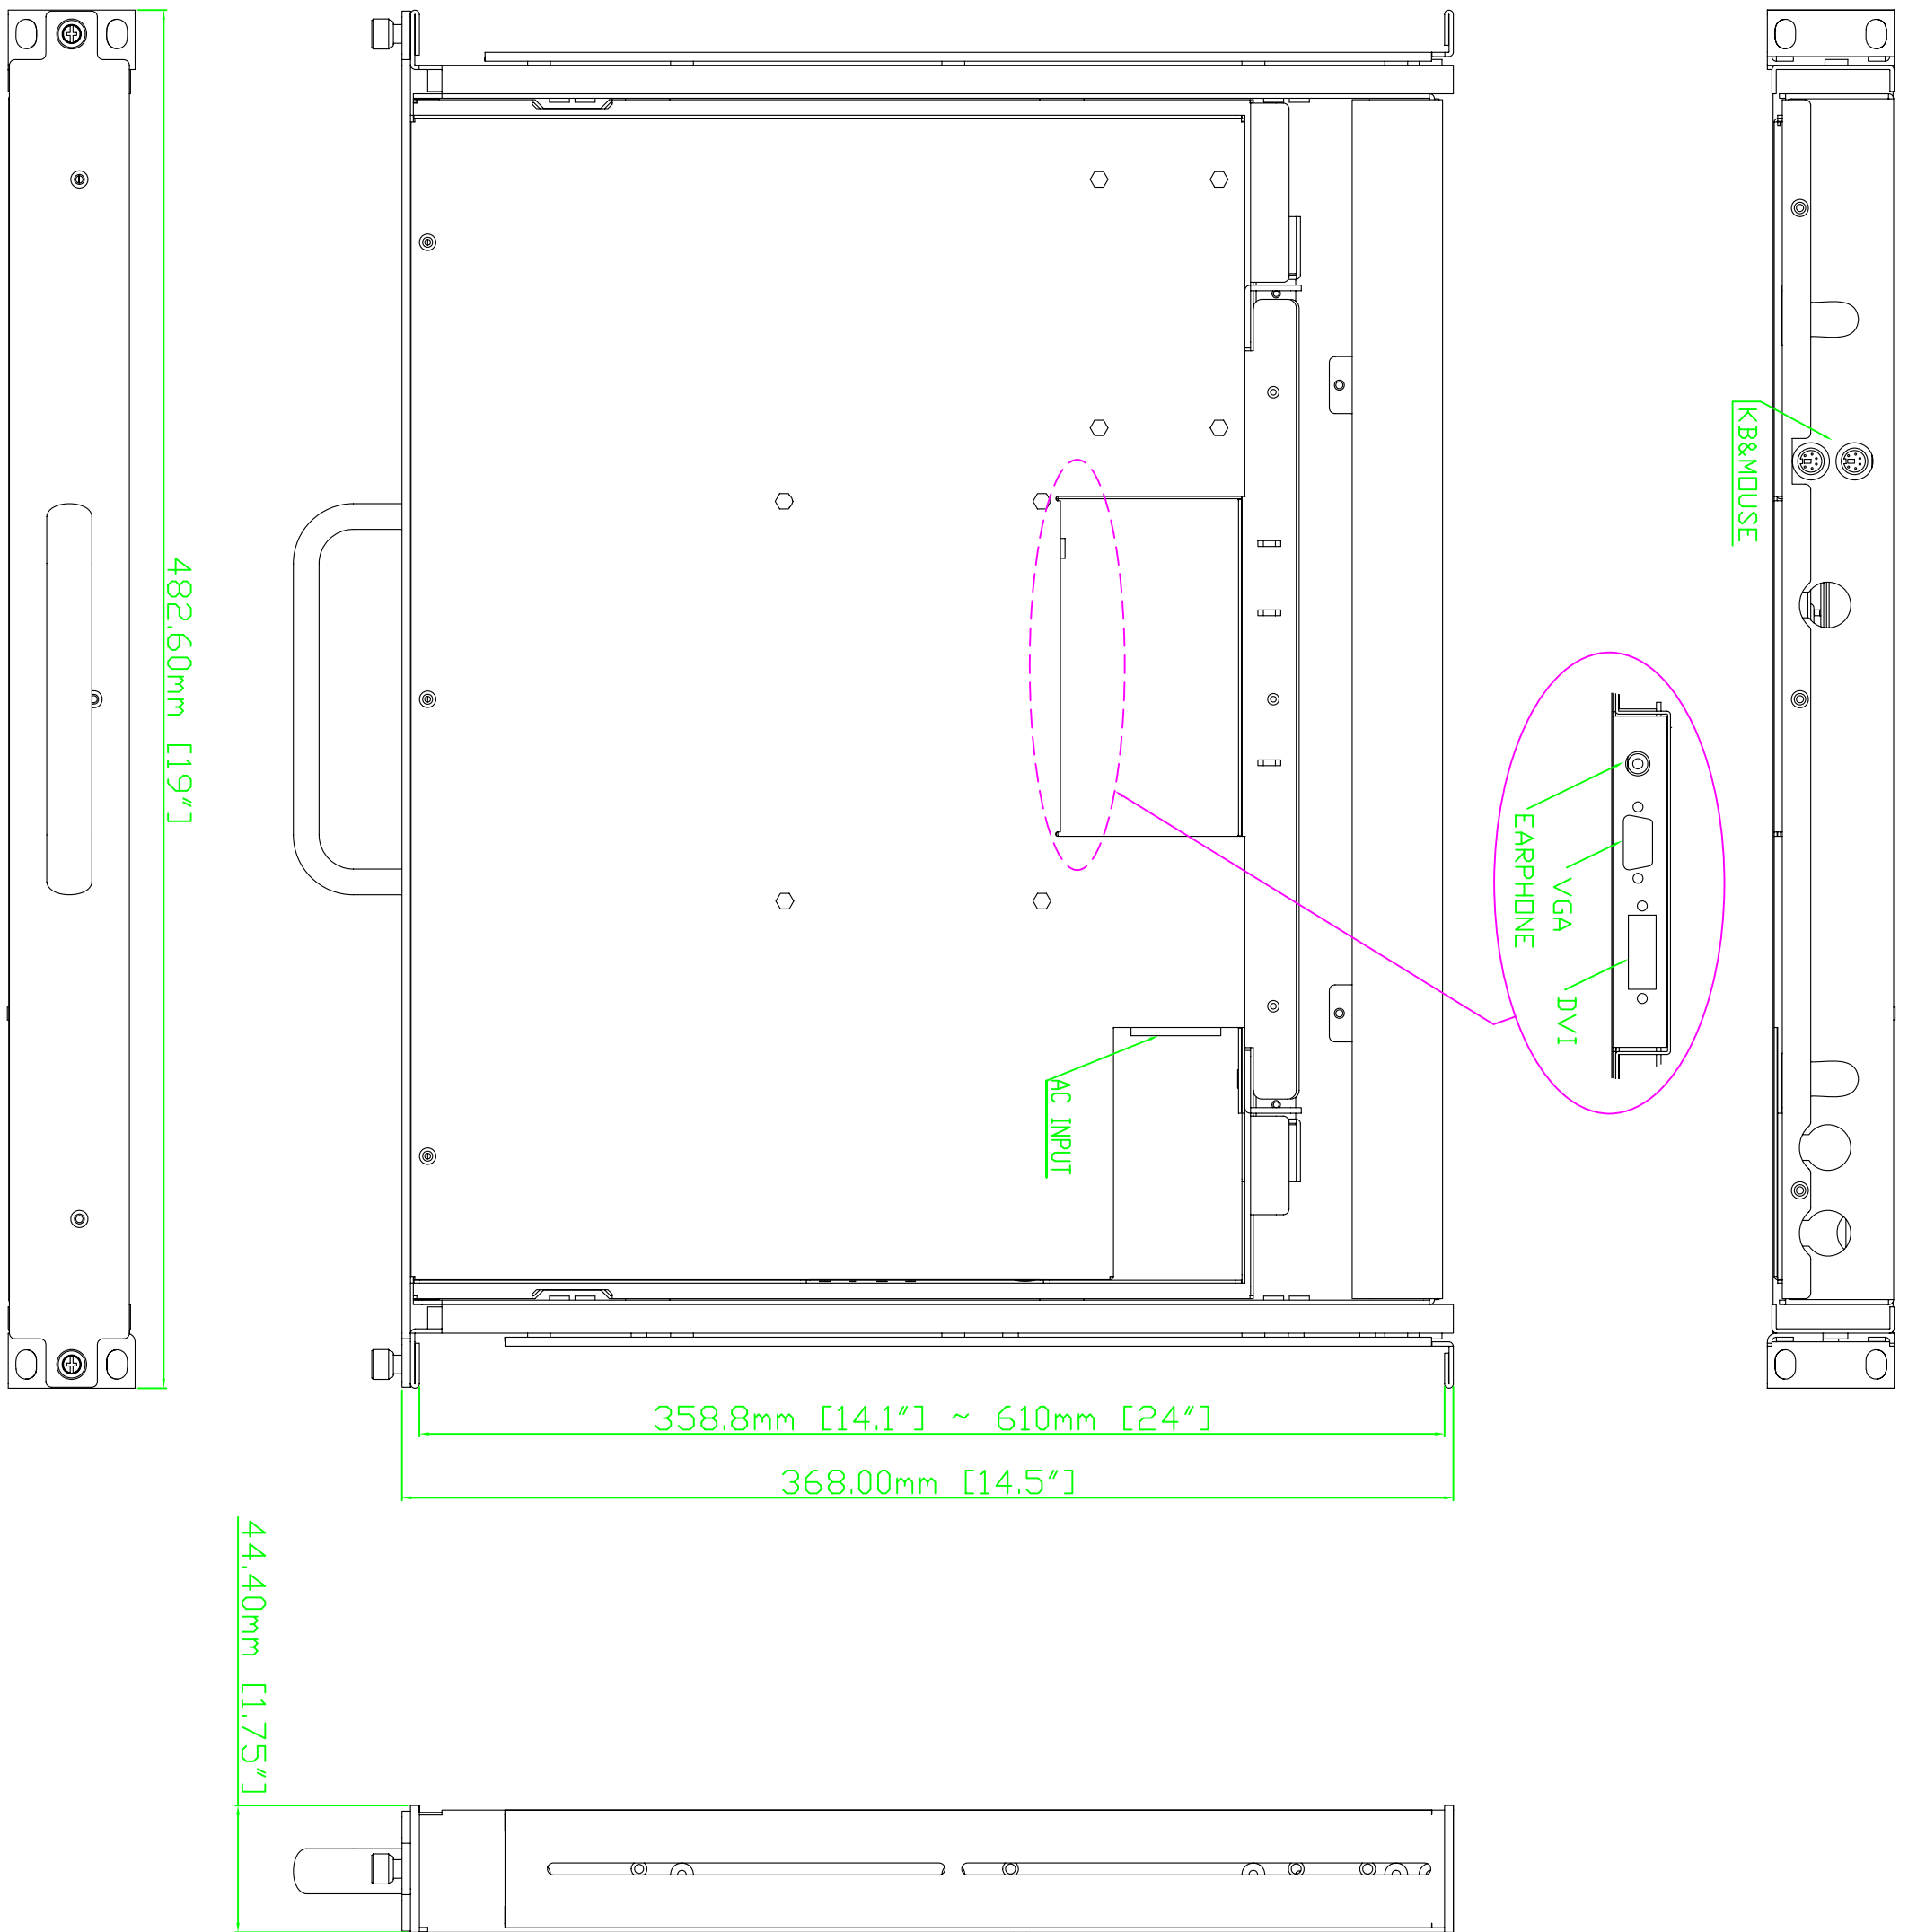 KB&MOUSE
EARPHONE
VGA
DVI
AC INPUT
482.60mm [19"]
358.8mm [14.1"] ~ 610mm [24"]
368.00mm [14.5"]
44.40mm [1.75"]